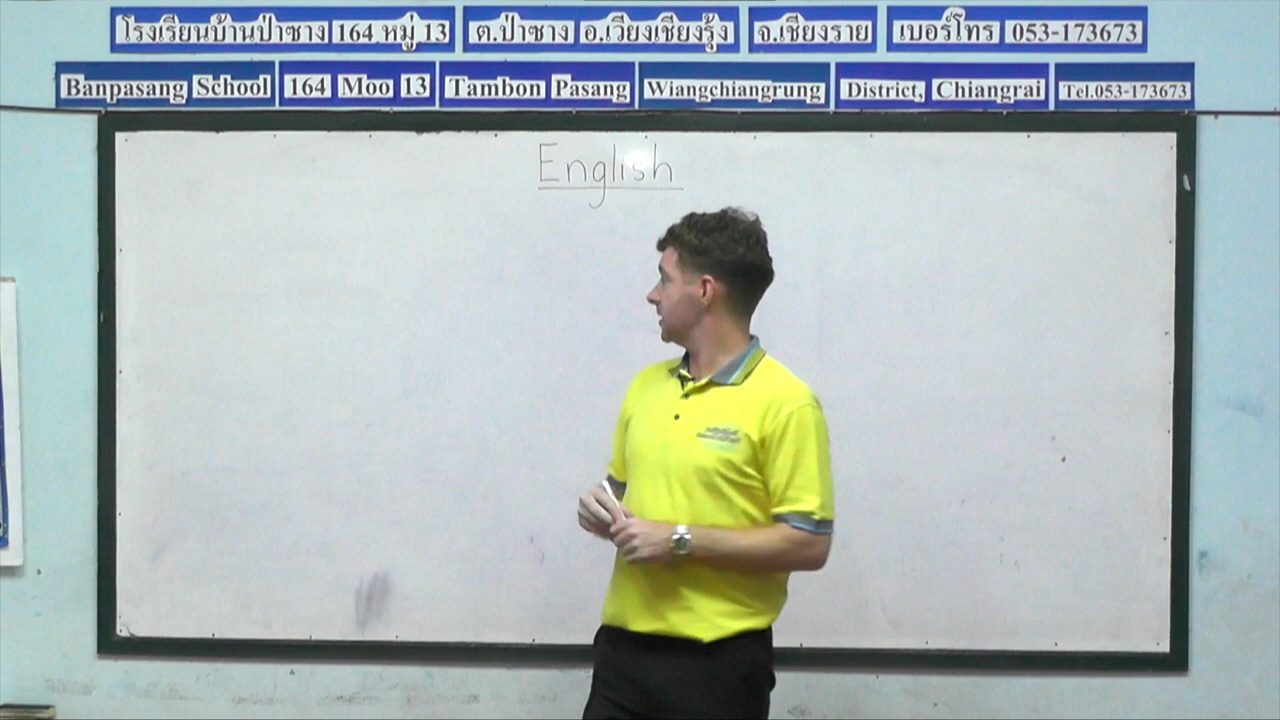 โรงเรียนบ้านป่าซาง 164 หมู่ 13 ต.ป่าซาง อ.เวียงเชียงรุ้ง จ.เชียงราย เบอร์โทร 053-173673
Banpasang School 164 Moo 13 Tambon Pasang Wiangchiangrung District, Chiangrai Tel.053-173673
English